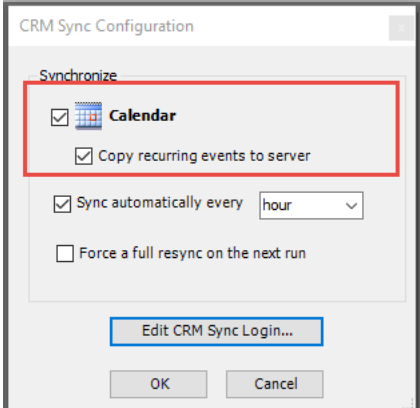 CRM Sync Configuration
Synchronize
Calendar
Copy recurring events to server
Sync automatically every hour
Force a full resync on the next run
Edit CRM Sync Login...
OK Cancel